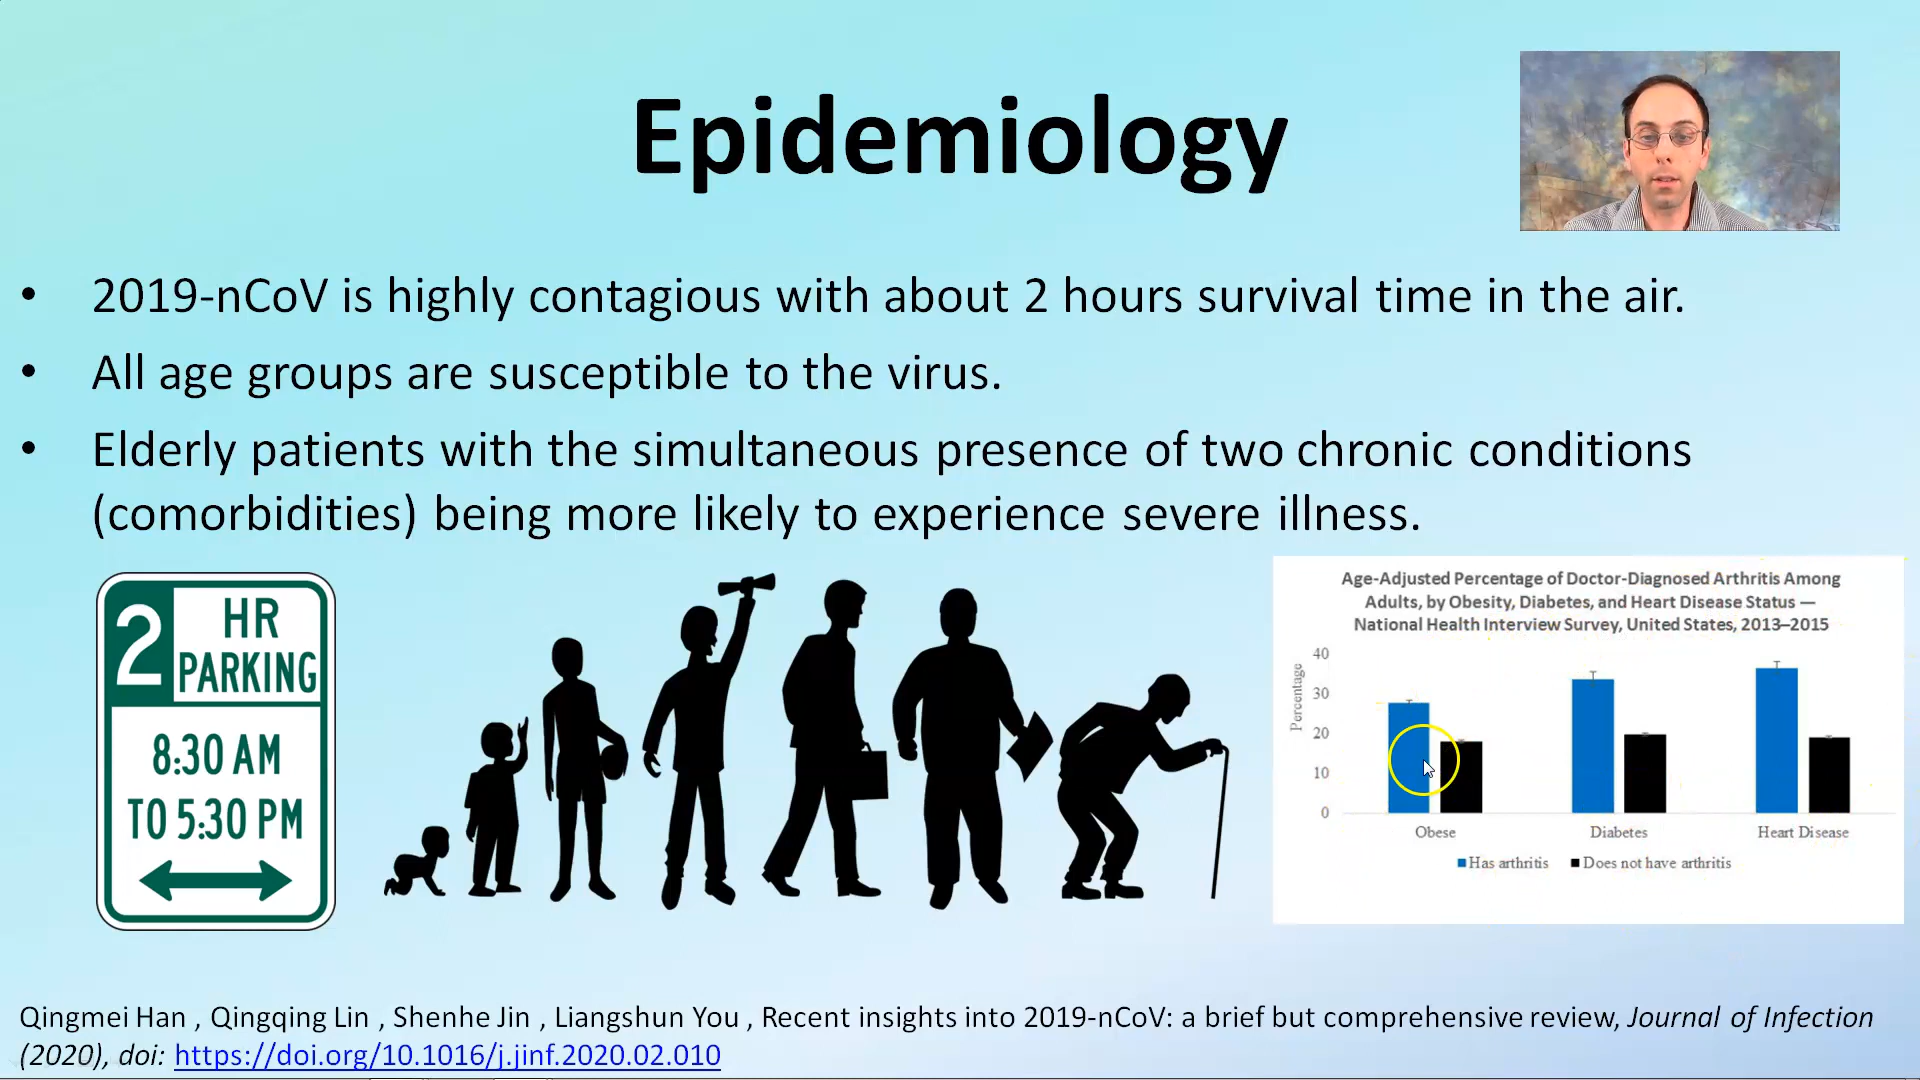 Epidemiology
• 2019-nCoV is highly contagious with about 2 hours survival time in the air.
• All age groups are susceptible to the virus.
• Elderly patients with the simultaneous presence of two chronic conditions
(comorbidities) being more likely to experience severe illness.
2 HR
PARKING
8:30 AM
TO 5:30 PM
Age-Adjusted Percentage of Doctor-Diagnosed Arthritis Among
Adults, by Obesity, Diabetes, and Heart Disease Status —
National Health Interview Survey, United States, 2013–2015
Percentage
40
30
20
10
0
Obese Diabetes Heart Disease
Has arthritis Does not have arthritis
Qingmei Han , Qingqing Lin , Shenhe Jin , Liangshun You , Recent insights into 2019-nCoV: a brief but comprehensive review, Journal of Infection
(2020), doi: https://doi.org/10.1016/j.jinf.2020.02.010